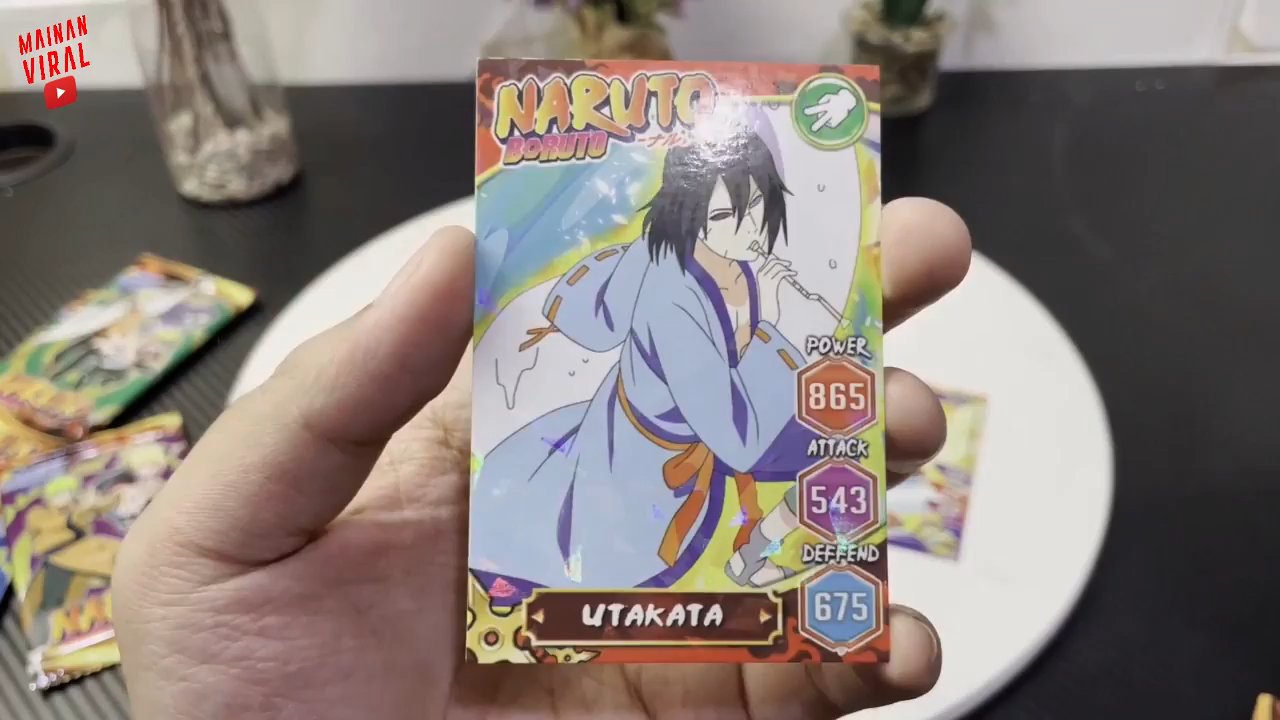 MAINAN
VIRAL
NARUTO
BORUTO
POWER
865
ATTACK
543
DEFFEND
675
UTAKATA